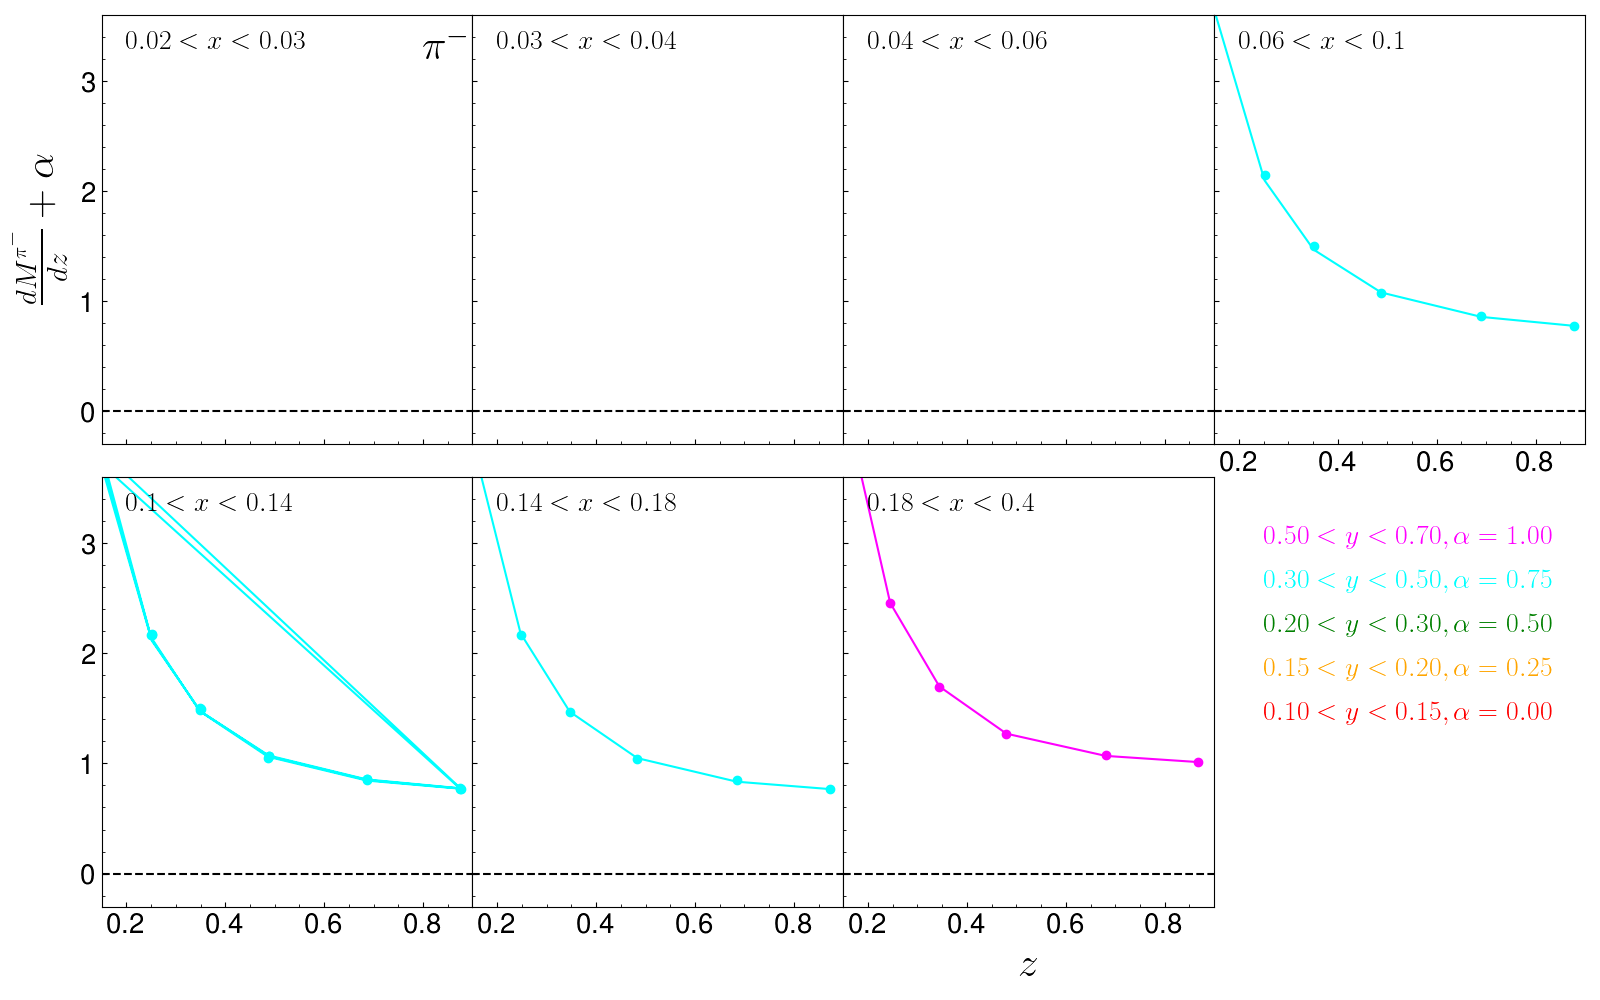 0.02 < x < 0.03
π⁻
0.03 < x < 0.04
0.04 < x < 0.06
0.06 < x < 0.1
dM^{π⁻}/dz + α
3
2
1
0
0.2 0.4 0.6 0.8
0.1 < x < 0.14
0.14 < x < 0.18
0.18 < x < 0.4
3
2
1
0
0.50 < y < 0.70, α = 1.00
0.30 < y < 0.50, α = 0.75
0.20 < y < 0.30, α = 0.50
0.15 < y < 0.20, α = 0.25
0.10 < y < 0.15, α = 0.00
0.2 0.4 0.6 0.8
0.2 0.4 0.6 0.8
0.2 0.4 0.6 0.8
z